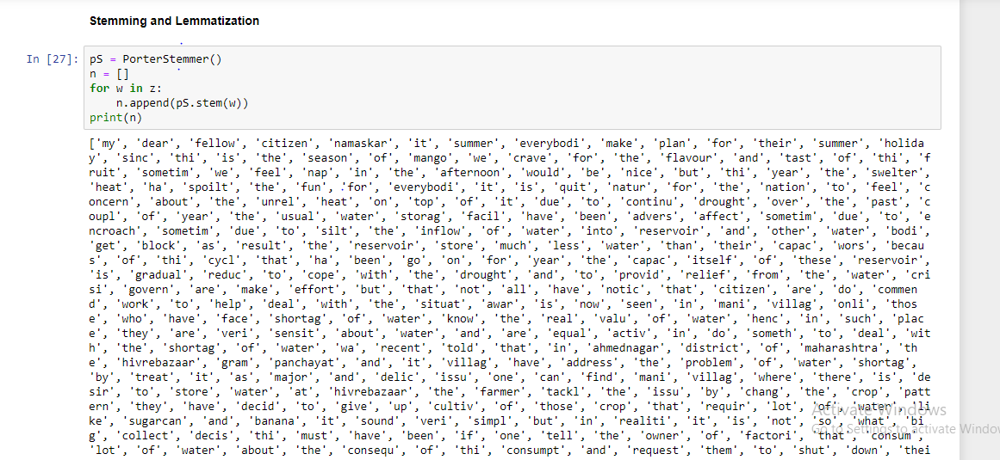 Stemming and Lemmatization
In [27]: pS = PorterStemmer()
n = []
for w in z:
    n.append(pS.stem(w))
print(n)
['my', 'dear', 'fellow', 'citizen', 'namaskar', 'it', 'summer', 'everybodi', 'make', 'plan', 'for', 'their', 'summer', 'holida
y', 'sinc', 'thi', 'is', 'the', 'season', 'of', 'mango', 'we', 'crave', 'for', 'the', 'flavour', 'and', 'tast', 'of', 'thi', 'f
ruit', 'sometim', 'we', 'feel', 'nap', 'in', 'the', 'afternoon', 'would', 'be', 'nice', 'but', 'thi', 'year', 'the', 'swelter',
'heat', 'ha', 'spoilt', 'the', 'fun', 'for', 'everybodi', 'it', 'is', 'quit', 'natur', 'for', 'the', 'nation', 'to', 'feel', 'c
oncern', 'about', 'the', 'unrel', 'heat', 'on', 'top', 'of', 'it', 'due', 'to', 'continu', 'drought', 'over', 'the', 'past', 'c
oupl', 'of', 'year', 'the', 'usual', 'water', 'storag', 'facil', 'have', 'been', 'advers', 'affect', 'sometim', 'due', 'to', 'e
ncroach', 'sometim', 'due', 'to', 'silt', 'the', 'inflow', 'of', 'water', 'into', 'reservoir', 'and', 'other', 'water', 'bodi',
'get', 'block', 'as', 'result', 'the', 'reservoir', 'store', 'much', 'less', 'water', 'than', 'their', 'capac', 'wors', 'becau
s', 'of', 'thi', 'cycl', 'that', 'ha', 'been', 'go', 'on', 'for', 'year', 'the', 'capac', 'itself', 'of', 'these', 'reservoir',
'is', 'gradual', 'reduc', 'to', 'cope', 'with', 'the', 'drought', 'and', 'to', 'provid', 'relief', 'from', 'the', 'water', 'cri
si', 'govern', 'are', 'make', 'effort', 'but', 'that', 'not', 'all', 'have', 'notic', 'that', 'citizen', 'are', 'do', 'commen
d', 'work', 'to', 'help', 'deal', 'with', 'the', 'situat', 'awar', 'is', 'now', 'seen', 'in', 'mani', 'villag', 'onli', 'thos
e', 'who', 'have', 'face', 'shortag', 'of', 'water', 'know', 'the', 'real', 'valu', 'of', 'water', 'henc', 'in', 'such', 'plac
e', 'they', 'are', 'veri', 'sensit', 'about', 'water', 'and', 'are', 'equal', 'activ', 'in', 'do', 'someth', 'to', 'deal', 'wit
h', 'the', 'shortag', 'of', 'water', 'wa', 'recent', 'told', 'that', 'in', 'ahmednagar', 'district', 'of', 'maharashtra', 'th
e', 'hivrebazaar', 'gram', 'panchayat', 'and', 'it', 'villag', 'have', 'address', 'the', 'problem', 'of', 'water', 'shortag',
'by', 'treat', 'it', 'as', 'major', 'and', 'delic', 'issu', 'one', 'can', 'find', 'mani', 'villag', 'where', 'there', 'is', 'de
sir', 'to', 'store', 'water', 'at', 'hivrebazaar', 'the', 'farmer', 'tackl', 'the', 'issu', 'by', 'chang', 'the', 'crop', 'patt
ern', 'they', 'have', 'decid', 'to', 'give', 'up', 'cultiv', 'of', 'those', 'crop', 'that', 'requir', 'lot', 'of', 'water', 'li
ke', 'sugarcan', 'and', 'banana', 'it', 'sound', 'veri', 'simpl', 'but', 'in', 'realiti', 'it', 'is', 'not', 'so', 'what', 'bi
g', 'collect', 'decis', 'thi', 'must', 'have', 'been', 'if', 'one', 'tell', 'the', 'owner', 'of', 'factori', 'that', 'consum',
'lot', 'of', 'water', 'about', 'the', 'consequ', 'of', 'thi', 'consumpt', 'and', 'request', 'them', 'to', 'shut', 'down', 'thei
Activate Windows
Go to Settings to activate Window